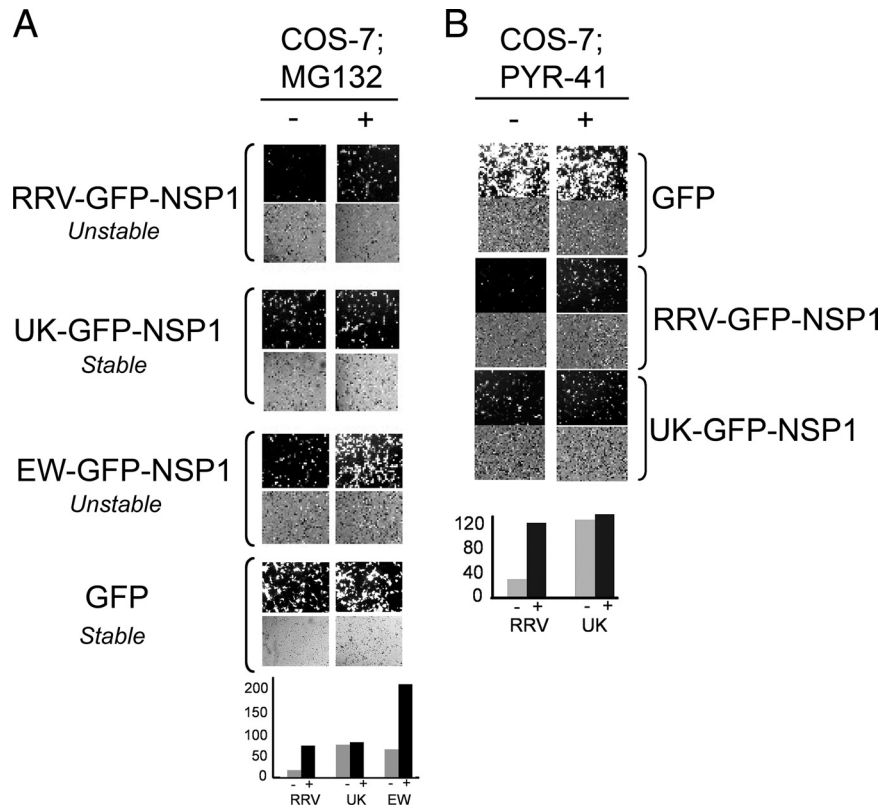 A
COS-7;
MG132
- +
RRV-GFP-NSP1
Unstable
UK-GFP-NSP1
Stable
EW-GFP-NSP1
Unstable
GFP
Stable
200
150
100
50
0
- + - + - +
RRV UK EW
B
COS-7;
PYR-41
- +
GFP
RRV-GFP-NSP1
UK-GFP-NSP1
120
80
40
0
- + - +
RRV UK